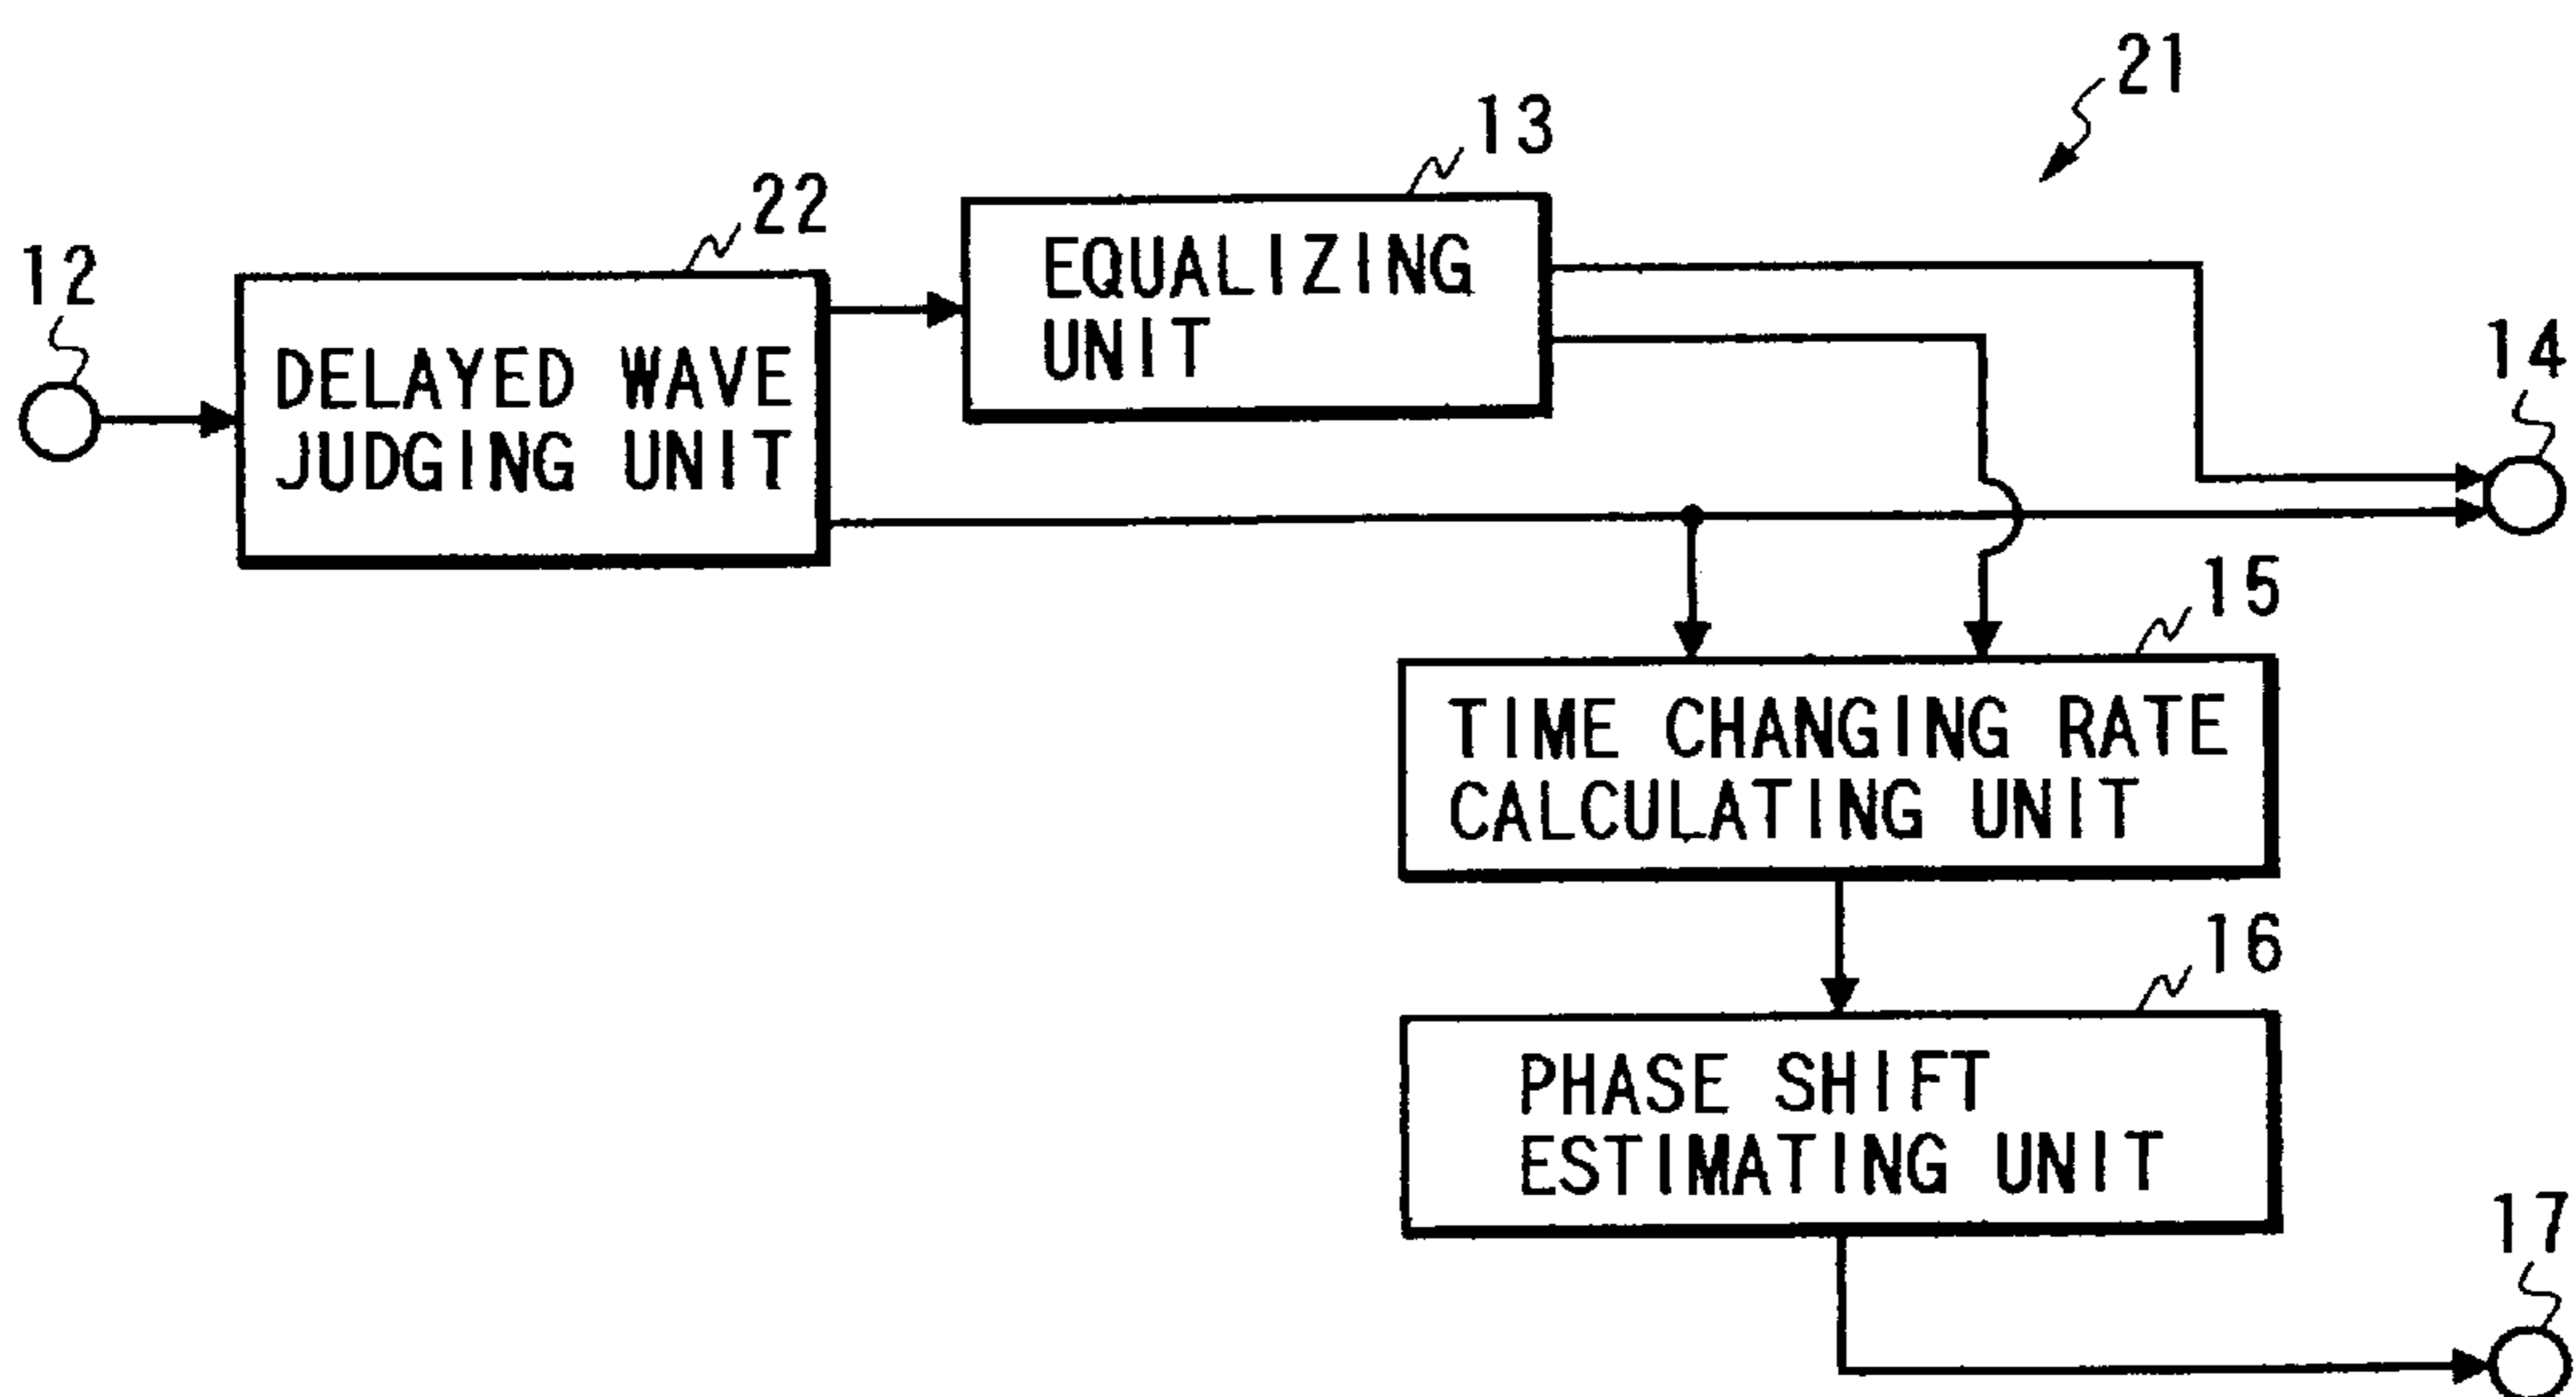 21
13
22
12
EQUALIZING
UNIT
DELAYED WAVE
JUDGING UNIT
14
15
TIME CHANGING RATE
CALCULATING UNIT
16
PHASE SHIFT
ESTIMATING UNIT
17